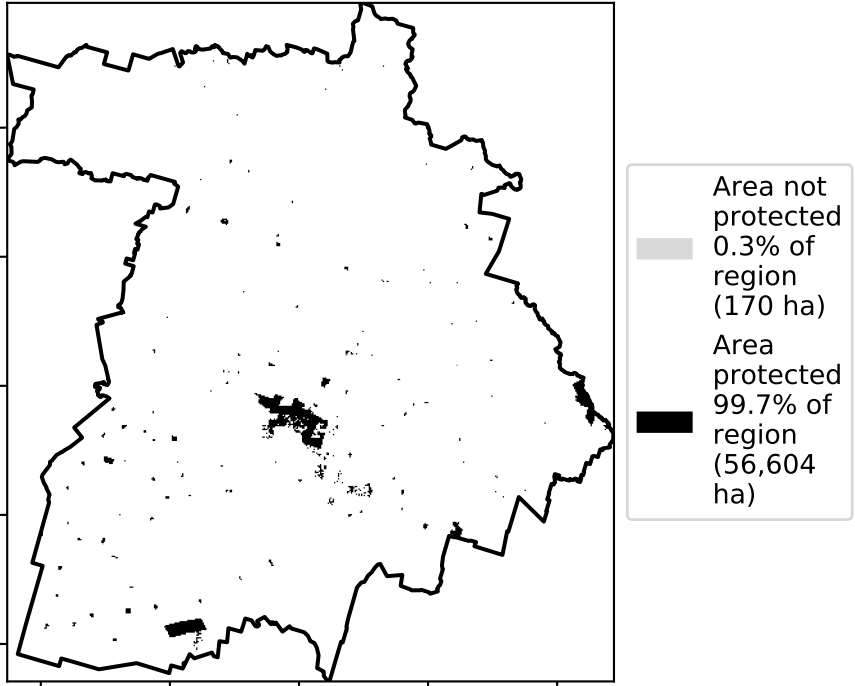 Area not
protected
0.3% of
region
(170 ha)
Area
protected
99.7% of
region
(56,604
ha)